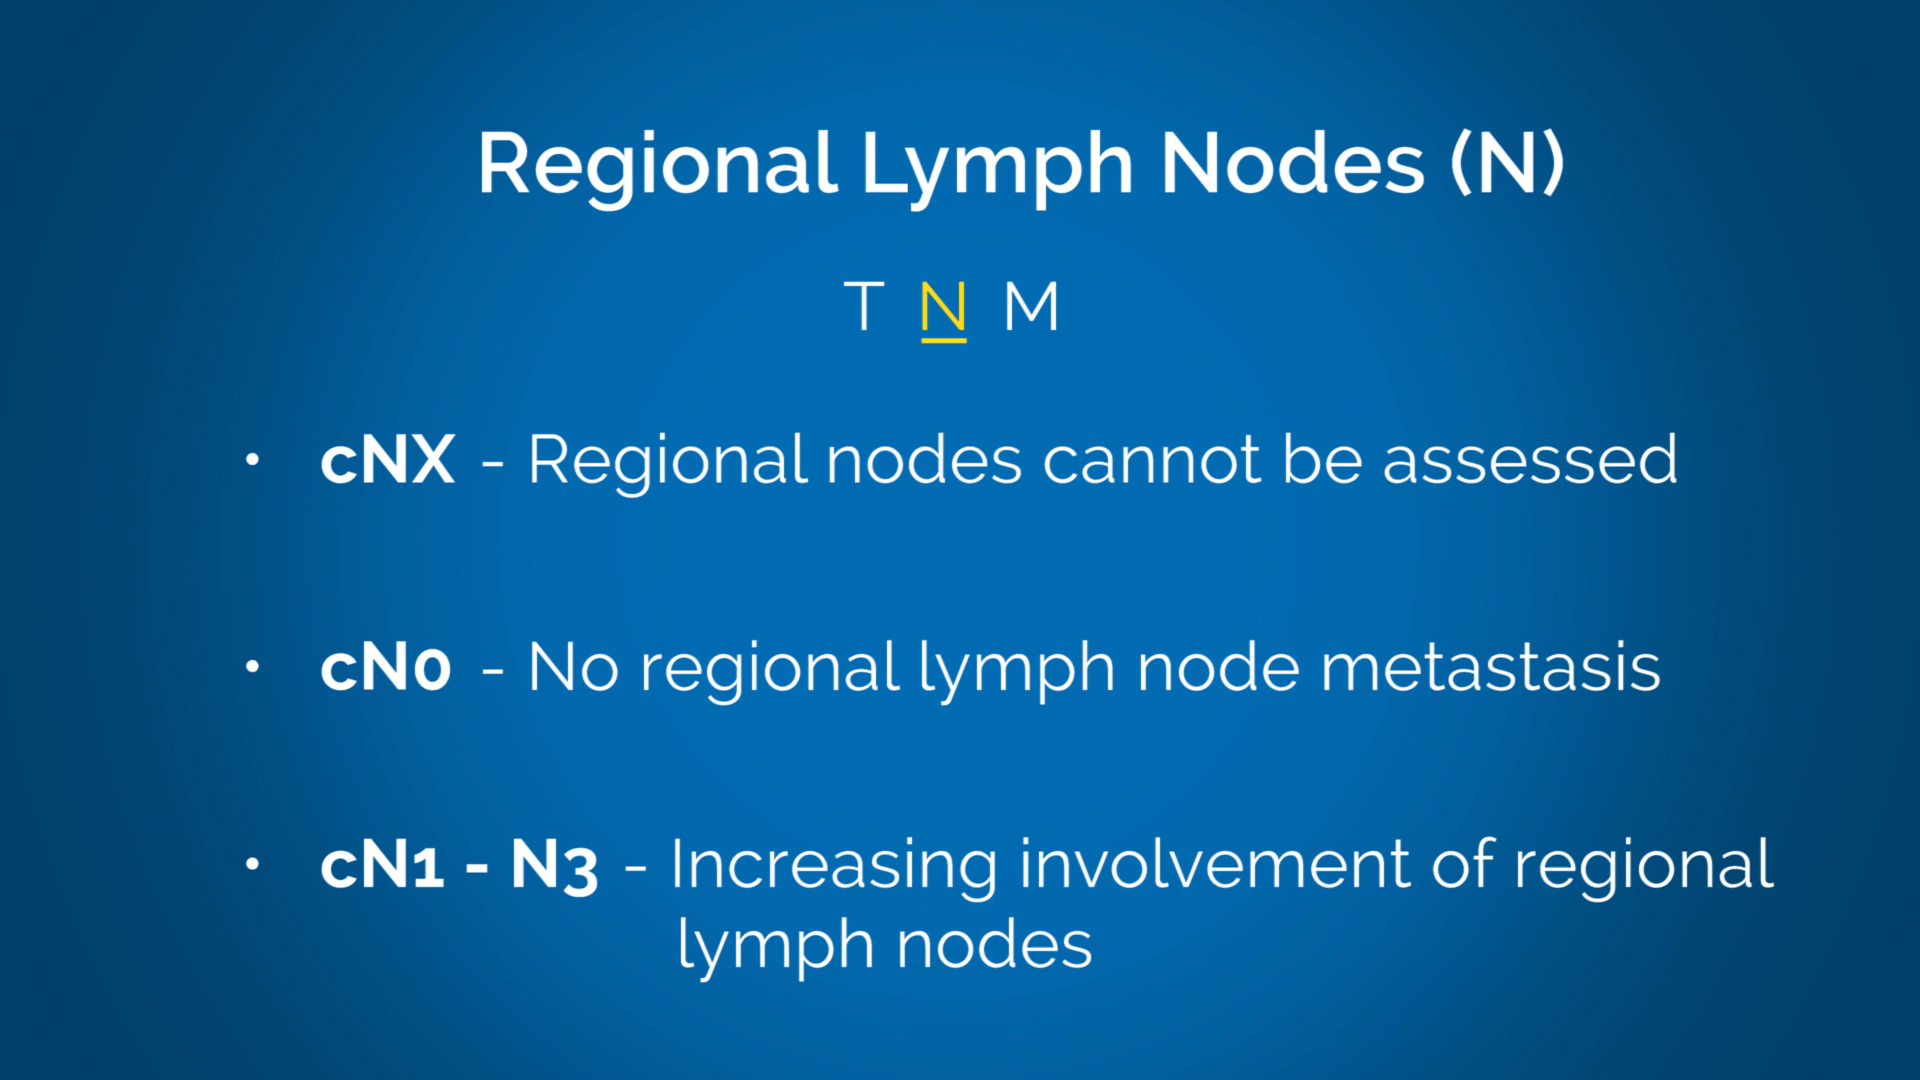 Regional Lymph Nodes (N)
T N M
• cNX - Regional nodes cannot be assessed
• cN0 - No regional lymph node metastasis
• cN1 - N3 - Increasing involvement of regional
lymph nodes